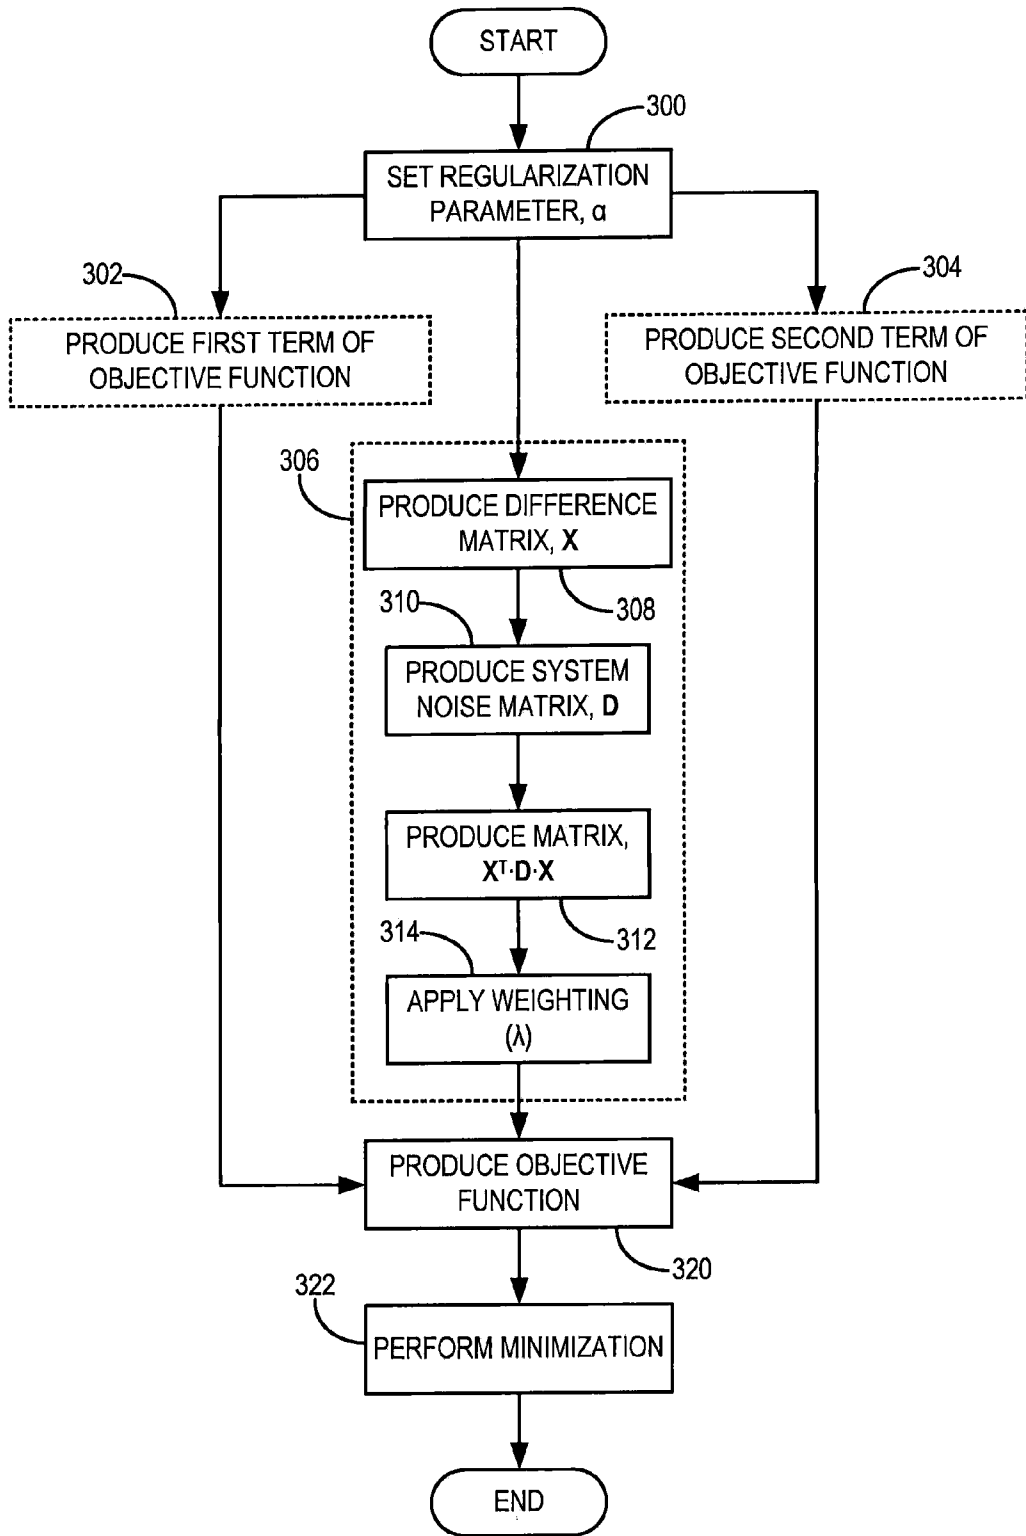 START
300
SET REGULARIZATION
PARAMETER, α
302
304
PRODUCE FIRST TERM OF
OBJECTIVE FUNCTION
PRODUCE SECOND TERM OF
OBJECTIVE FUNCTION
306
PRODUCE DIFFERENCE
MATRIX, X
308
310
PRODUCE SYSTEM
NOISE MATRIX, D
PRODUCE MATRIX,
Xᵀ·D·X
312
314
APPLY WEIGHTING
(λ)
PRODUCE OBJECTIVE
FUNCTION
320
322
PERFORM MINIMIZATION
END